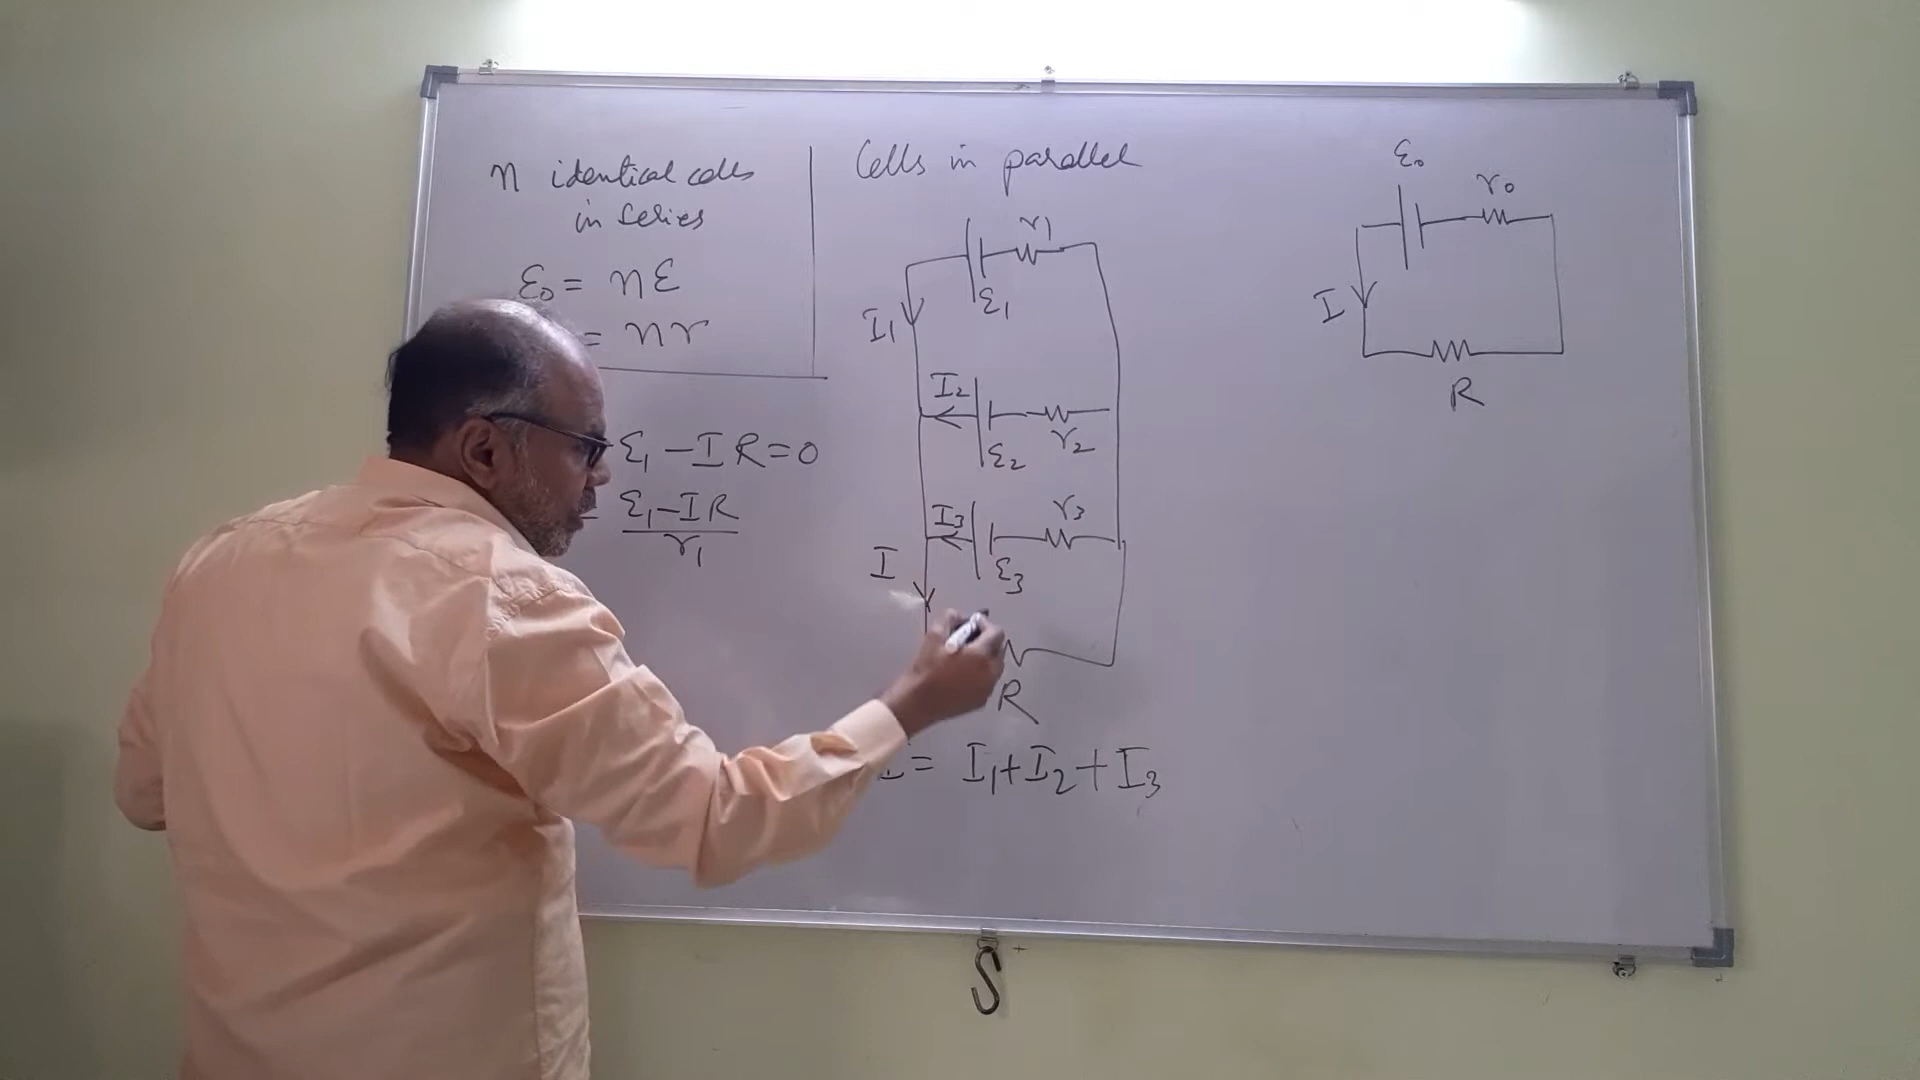 n identical cells
in series
ε₀ = nε
= nr
ε₁ – IR = 0
ε₁ – IR
r₁
Cells in parallel
r₁
ε₁
I₁
I₂
ε₂
r₂
I₃
r₃
ε₃
I
R
I = I₁ + I₂ + I₃
ε₀
r₀
I
R